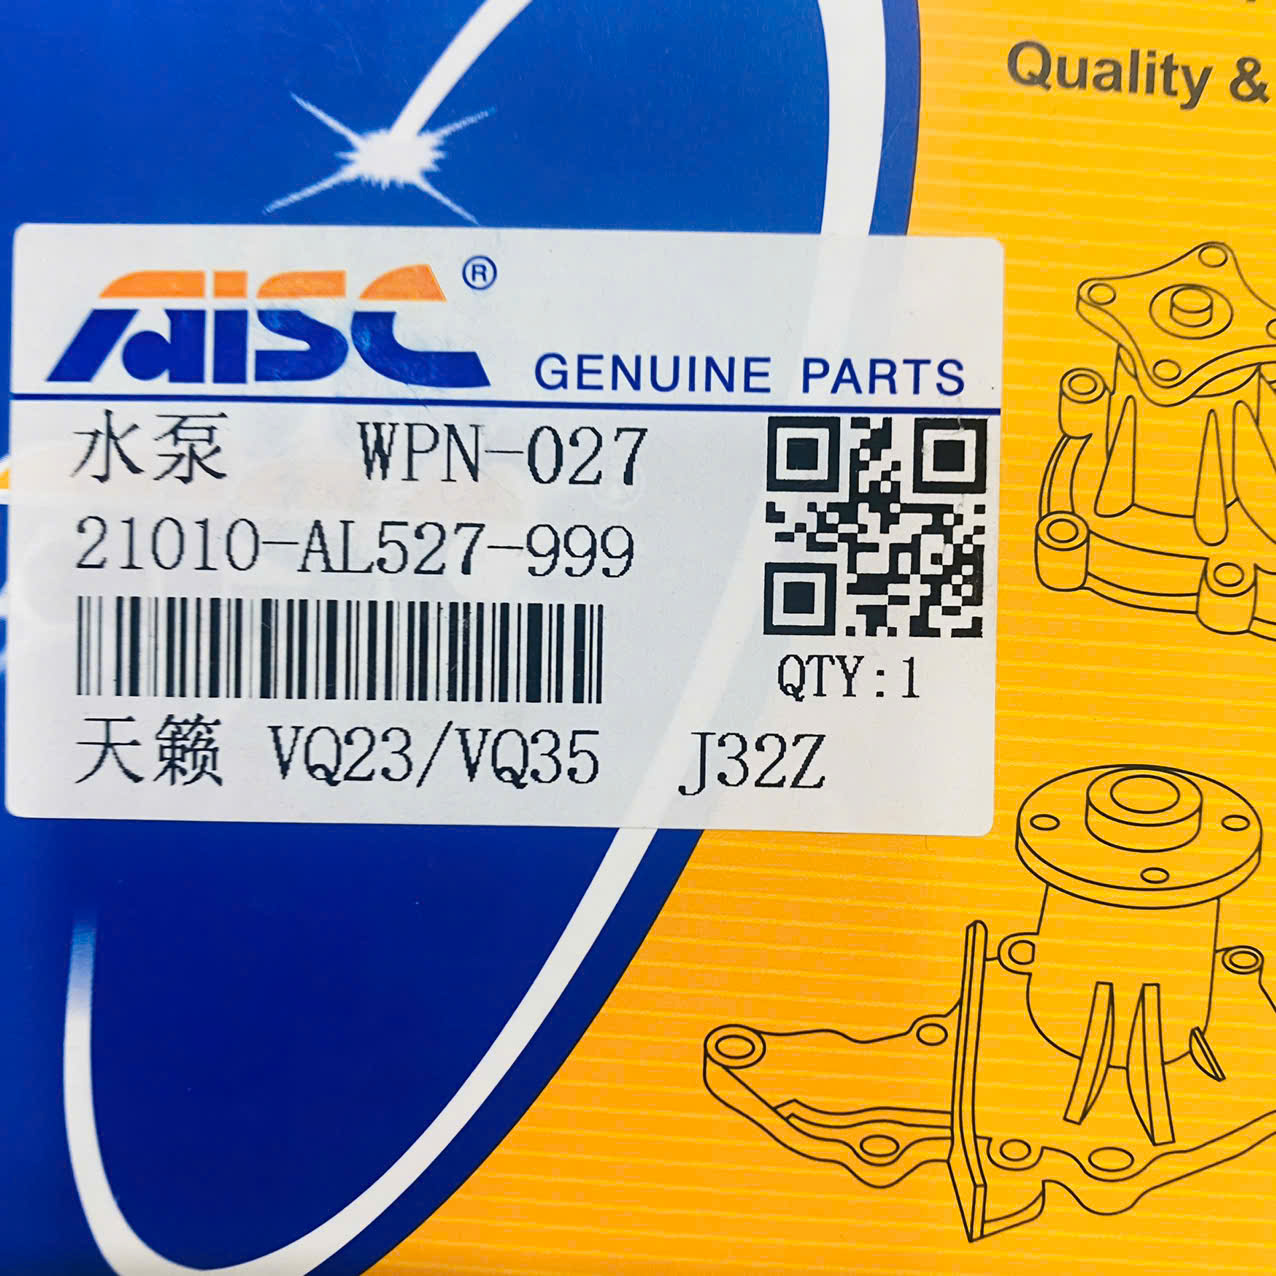 Quality &
AISC®
GENUINE PARTS
水泵 WPN-027
21010-AL527-999
QTY:1
天籁 VQ23/VQ35 J32Z